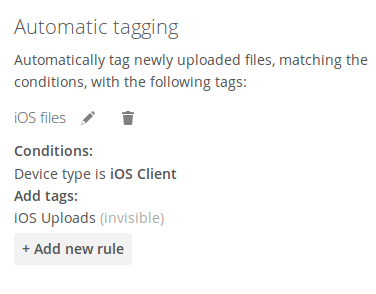 Automatic tagging
Automatically tag newly uploaded files, matching the
conditions, with the following tags:
iOS files
Conditions:
Device type is iOS Client
Add tags:
iOS Uploads (invisible)
+ Add new rule